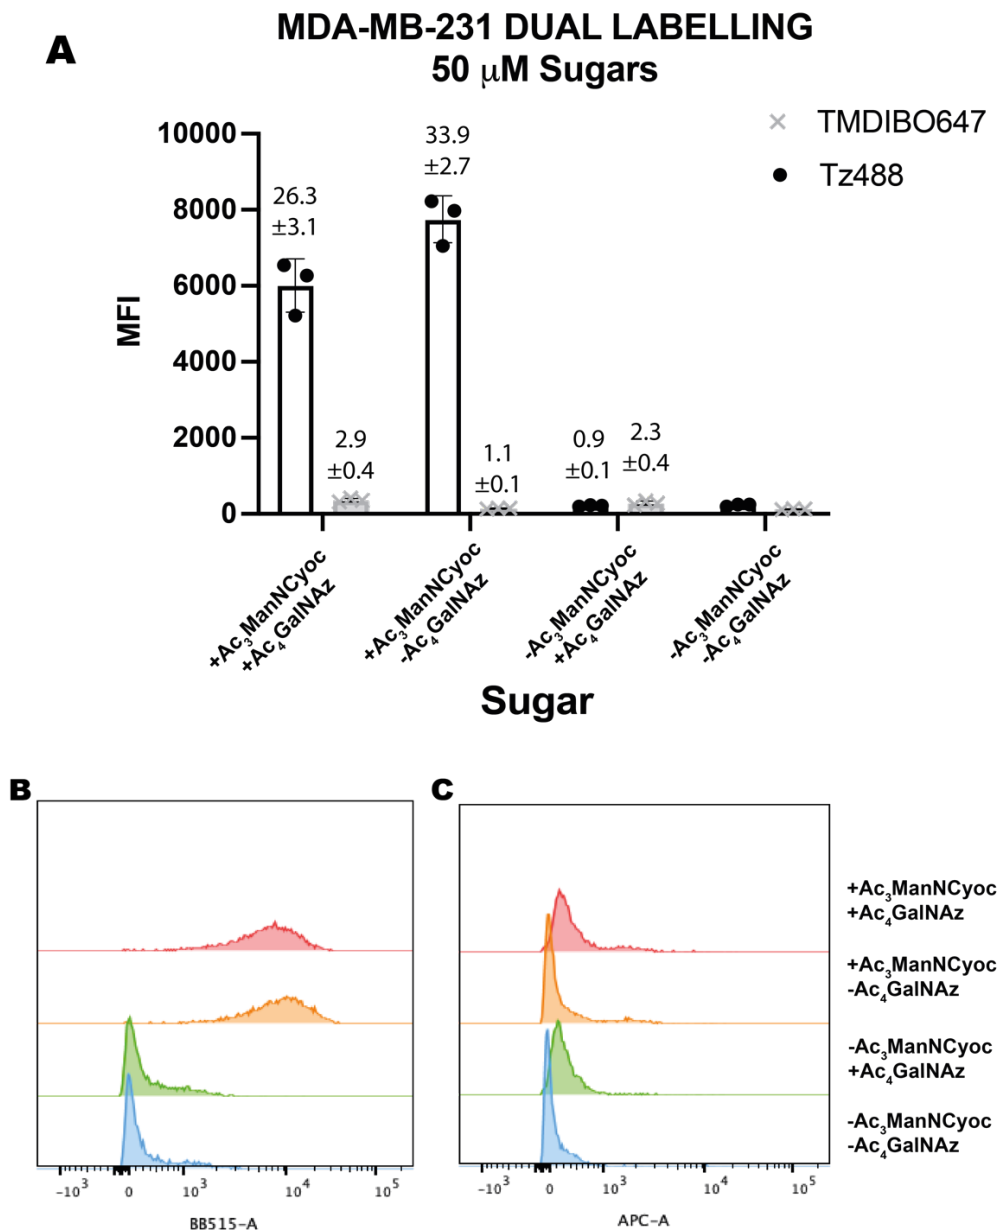 A
MDA-MB-231 DUAL LABELLING
50 μM Sugars
TMDIBO647
Tz488
MFI
10000
8000
6000
4000
2000
0
26.3
±3.1
2.9
±0.4
33.9
±2.7
1.1
±0.1
0.9
±0.1
2.3
±0.4
+Ac₃ManNCyoc
+Ac₄GalNAz
+Ac₃ManNCyoc
-Ac₄GalNAz
-Ac₃ManNCyoc
+Ac₄GalNAz
-Ac₃ManNCyoc
-Ac₄GalNAz
Sugar
B
-10³ 0 10³ 10⁴ 10⁵
BB515-A
C
-10³ 0 10³ 10⁴ 10⁵
APC-A
+Ac₃ManNCyoc
+Ac₄GalNAz
+Ac₃ManNCyoc
-Ac₄GalNAz
-Ac₃ManNCyoc
+Ac₄GalNAz
-Ac₃ManNCyoc
-Ac₄GalNAz